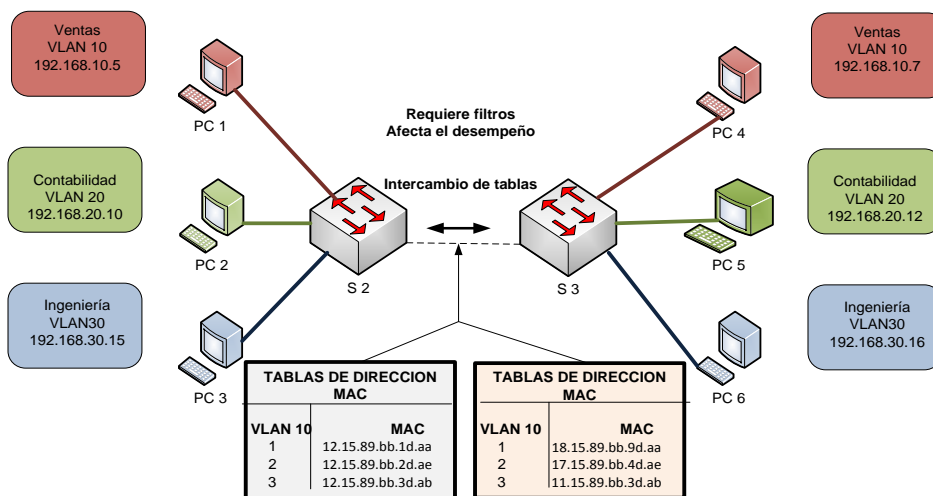 Ventas
VLAN 10
192.168.10.5
PC 1
Requiere filtros
Afecta el desempeño
PC 4
Ventas
VLAN 10
192.168.10.7
Contabilidad
VLAN 20
192.168.20.10
PC 2
Intercambio de tablas
S 2
S 3
PC 5
Contabilidad
VLAN 20
192.168.20.12
Ingeniería
VLAN30
192.168.30.15
PC 3
PC 6
Ingeniería
VLAN30
192.168.30.16
TABLAS DE DIRECCION
MAC
VLAN 10 MAC
1 12.15.89.bb.1d.aa
2 12.15.89.bb.2d.ae
3 12.15.89.bb.3d.ab
TABLAS DE DIRECCION
MAC
VLAN 10 MAC
1 18.15.89.bb.9d.aa
2 17.15.89.bb.4d.ae
3 11.15.89.bb.3d.ab